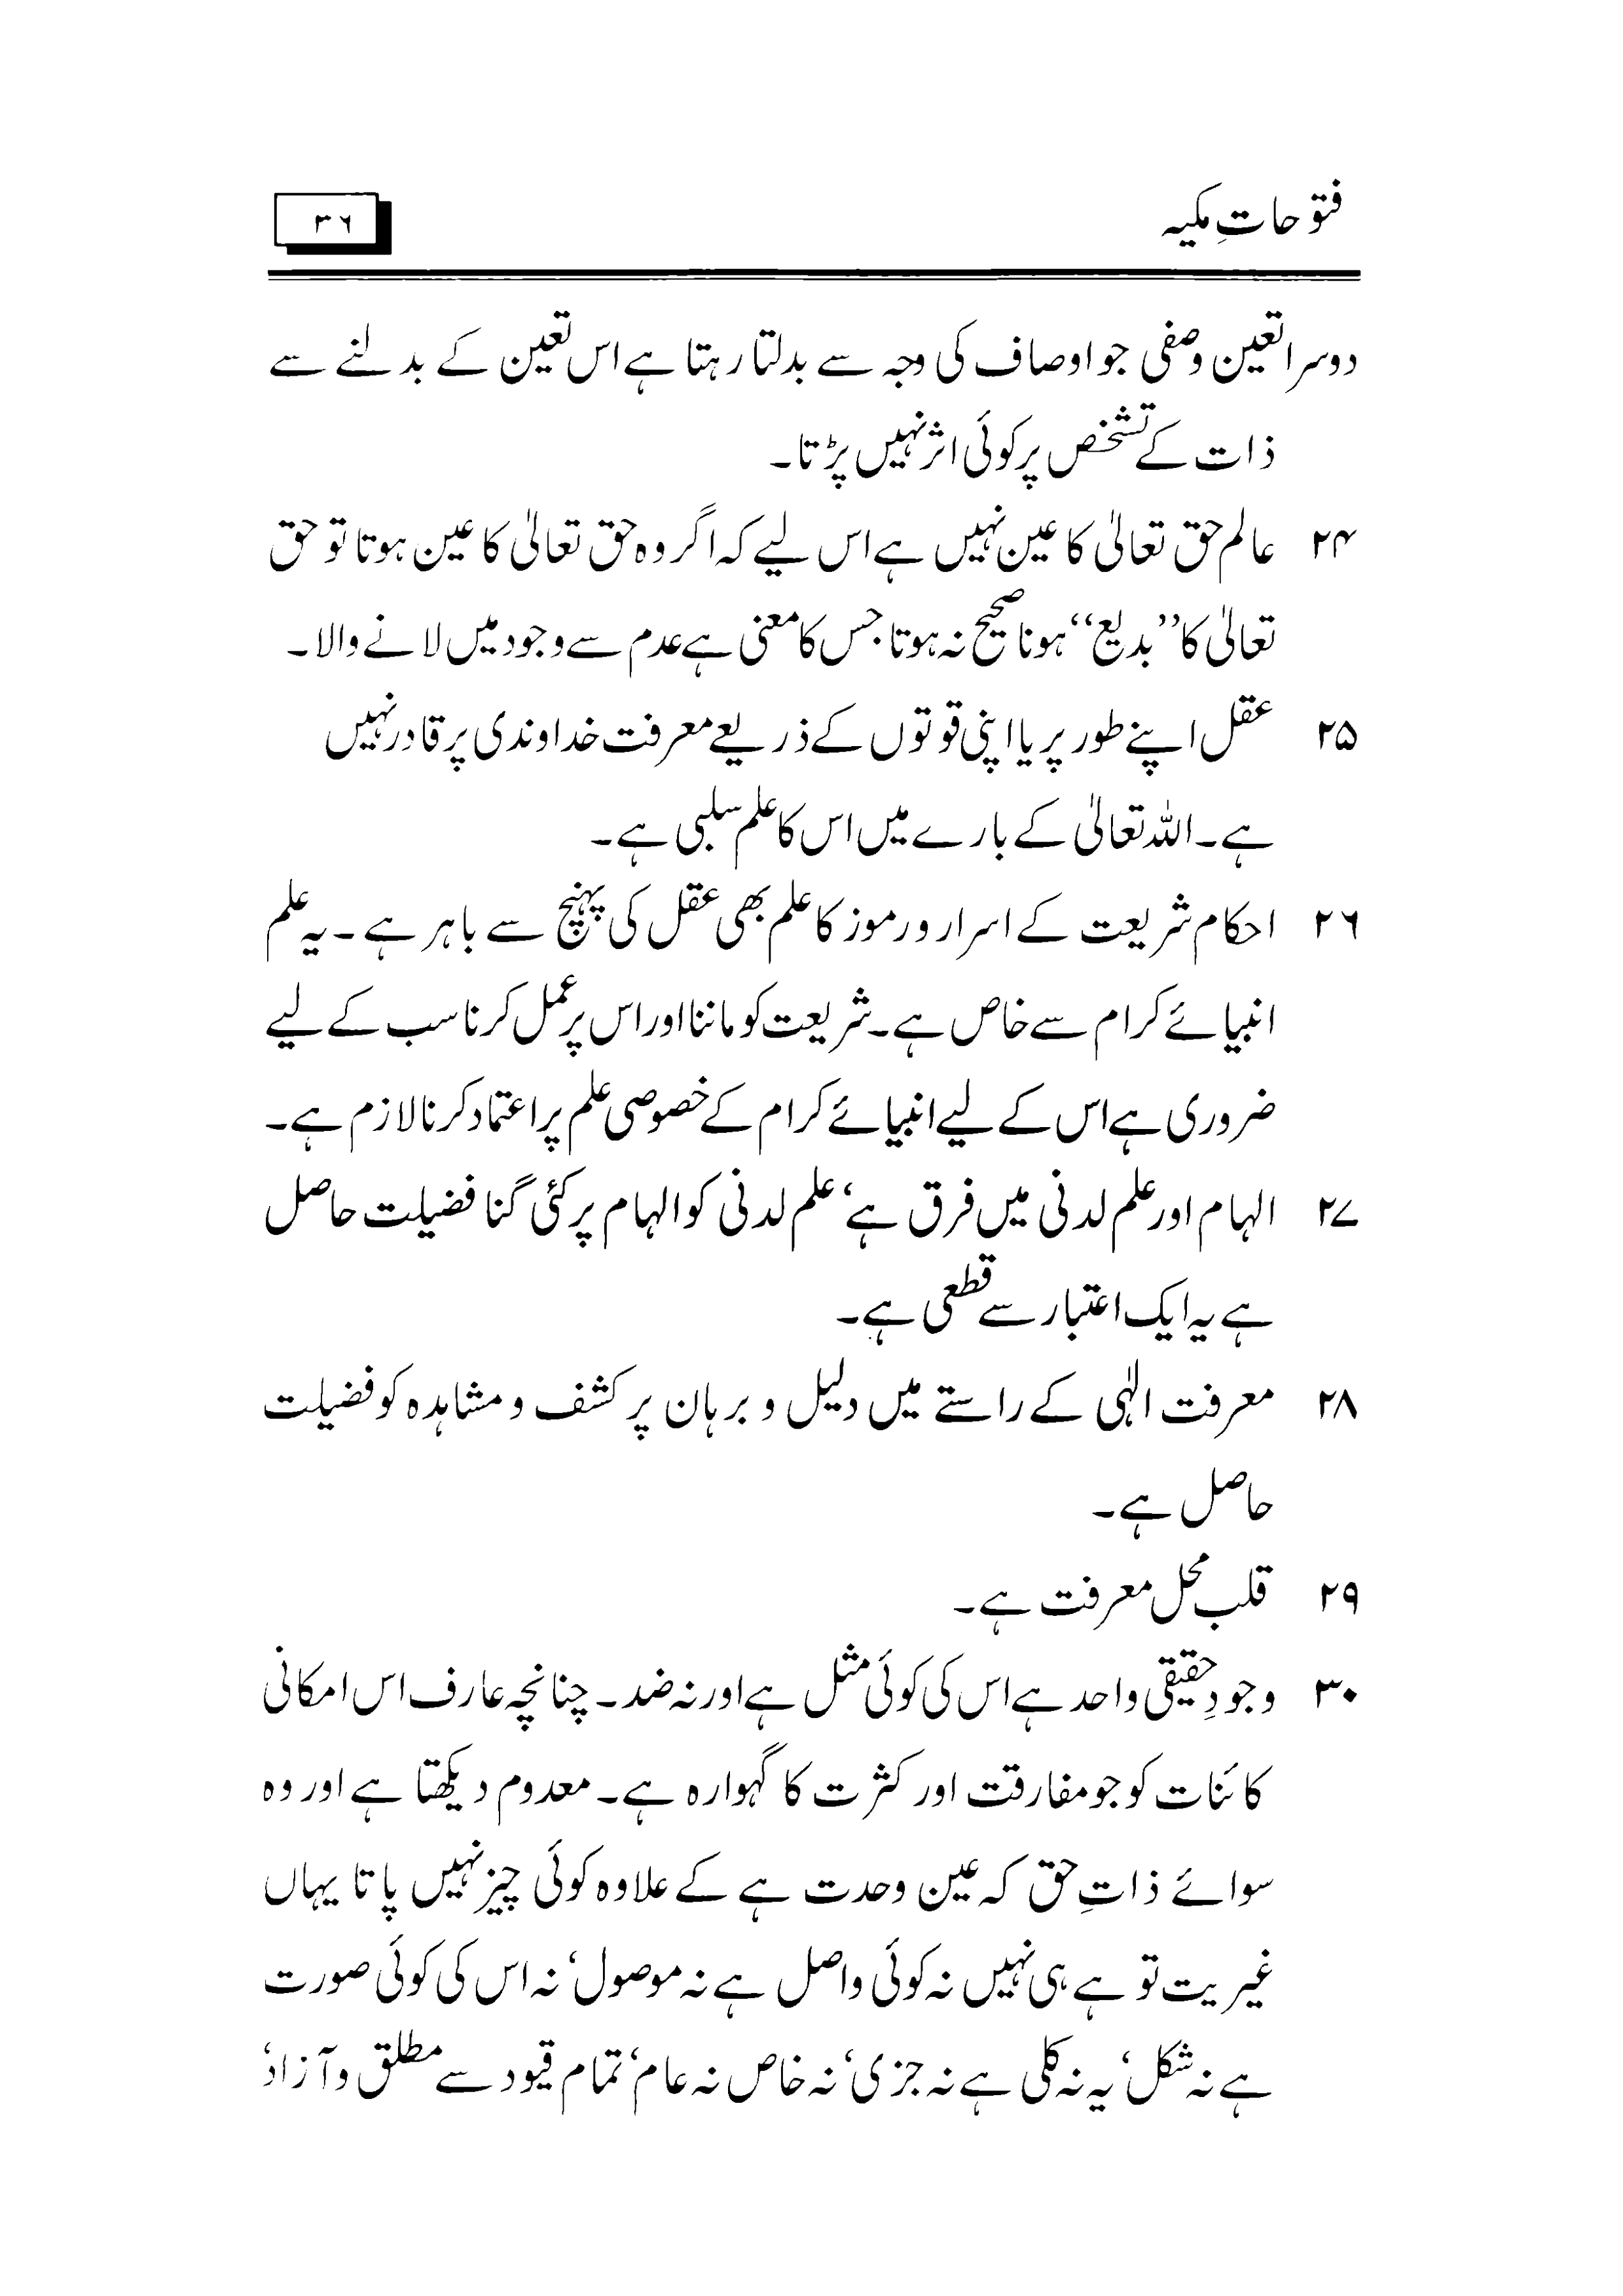 فتوحاتِ مکیہ
۳۶
دوسرا تعین وصفی جو اوصاف کی وجہ سے بدلتا رہتا ہے اس تعین کے بدلنے سے
ذات کے تشخص پر کوئی اثر نہیں پڑتا۔
۲۴ عالم حق تعالیٰ کا عین نہیں ہے اس لیے کہ اگر وہ حق تعالیٰ کا عین ہوتا تو حق
تعالیٰ کا ’’بدیع‘‘ ہونا صحیح نہ ہوتا جس کا معنی ہے عدم سے وجود میں لانے والا۔
۲۵ عقل اپنے طور پر یا اپنی قوتوں کے ذریعے معرفت خداوندی پر قادر نہیں
ہے۔ اللہ تعالیٰ کے بارے میں اس کا علم سلبی ہے۔
۲۶ احکام شریعت کے اسرار ورموز کا علم بھی عقل کی پہنچ سے باہر ہے۔ یہ علم
انبیائے کرام سے خاص ہے۔ شریعت کو ماننا اور اس پر عمل کرنا سب کے لیے
ضروری ہے اس کے لیے انبیائے کرام کے خصوصی علم پر اعتماد کرنا لازم ہے۔
۲۷ الہام اور علم لدنی میں فرق ہے، علم لدنی کو الہام پر کئی گنا فضیلت حاصل
ہے یہ ایک اعتبار سے قطعی ہے۔
۲۸ معرفت الٰہی کے راستے میں دلیل و برہان پر کشف و مشاہدہ کو فضیلت
حاصل ہے۔
۲۹ قلب محل معرفت ہے۔
۳۰ وجودِ حقیقی واحد ہے اس کی کوئی مثل ہے اور نہ ضد۔ چنانچہ عارف اس امکانی
کائنات کو جو مفارقت اور کثرت کا گہوارہ ہے۔ معدوم دیکھتا ہے اور وہ
سوائے ذاتِ حق کہ عین وحدت ہے کے علاوہ کوئی چیز نہیں پاتا یہاں
غیریت تو ہے ہی نہیں نہ کوئی واصل ہے نہ موصول، نہ اس کی کوئی صورت
ہے نہ شکل، یہ نہ کلی ہے نہ جزی، نہ خاص نہ عام، تمام قیود سے مطلق و آزاد،